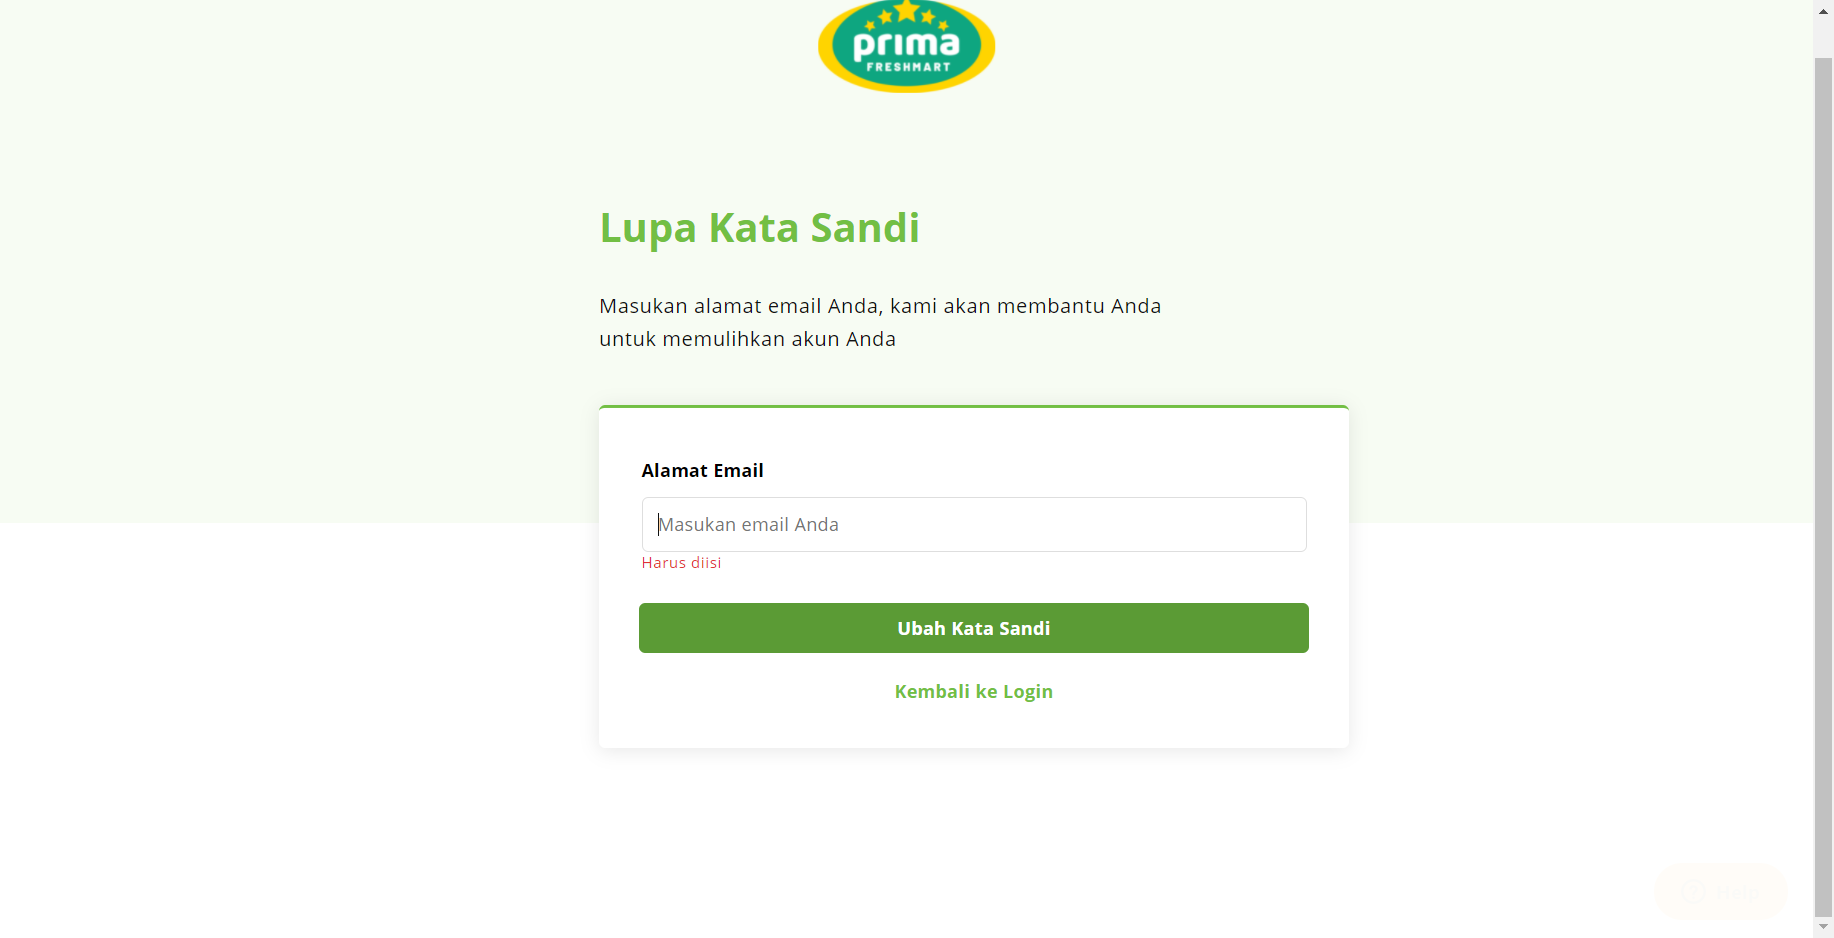 prima
FRESHMART
Lupa Kata Sandi
Masukan alamat email Anda, kami akan membantu Anda
untuk memulihkan akun Anda
Alamat Email
Masukan email Anda
Harus diisi
Ubah Kata Sandi
Kembali ke Login